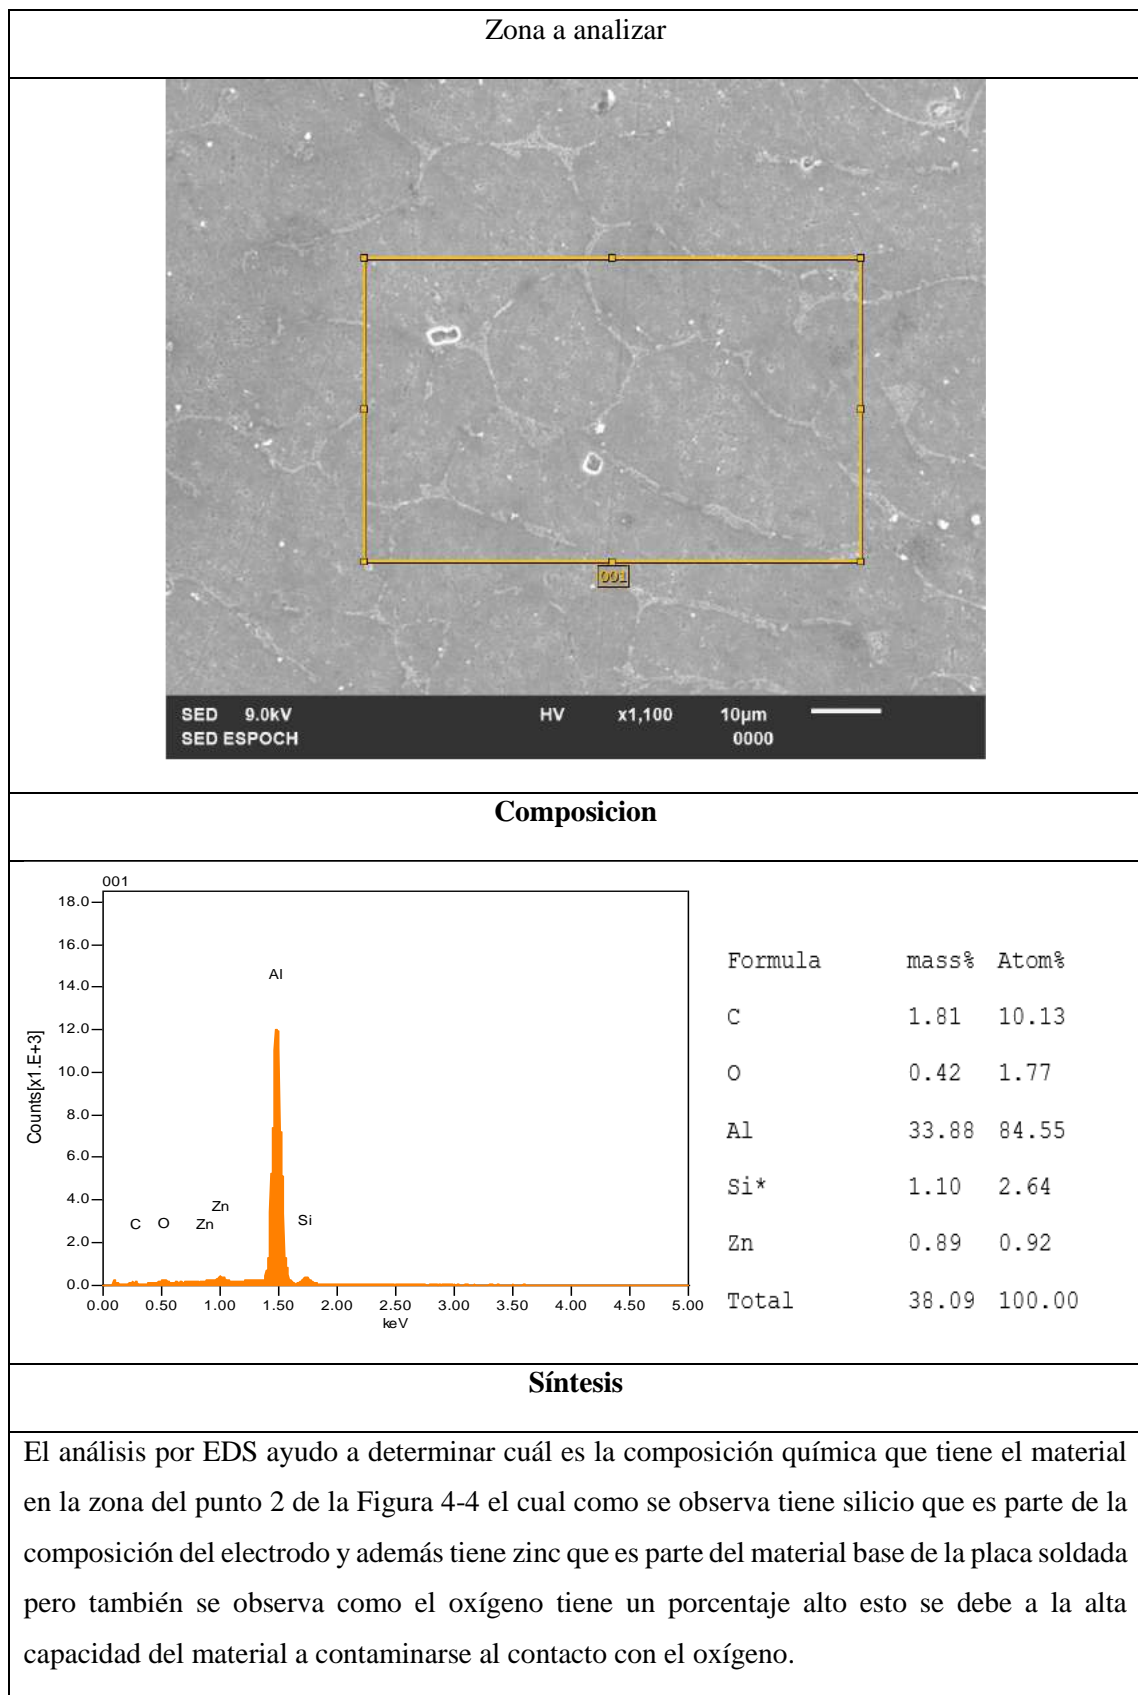 Zona a analizar
001
SED 9.0kV HV x1,100 10µm
SED ESPOCH 0000
Composicion
001
18.0
16.0
14.0
12.0
10.0
8.0
6.0
4.0
2.0
0.0
Counts[x1.E+3]
Al
C O Zn Zn Si
0.00 0.50 1.00 1.50 2.00 2.50 3.00 3.50 4.00 4.50 5.00
keV
Formula mass% Atom%
C 1.81 10.13
O 0.42 1.77
Al 33.88 84.55
Si* 1.10 2.64
Zn 0.89 0.92
Total 38.09 100.00
Síntesis
El análisis por EDS ayudo a determinar cuál es la composición química que tiene el material
en la zona del punto 2 de la Figura 4-4 el cual como se observa tiene silicio que es parte de la
composición del electrodo y además tiene zinc que es parte del material base de la placa soldada
pero también se observa como el oxígeno tiene un porcentaje alto esto se debe a la alta
capacidad del material a contaminarse al contacto con el oxígeno.